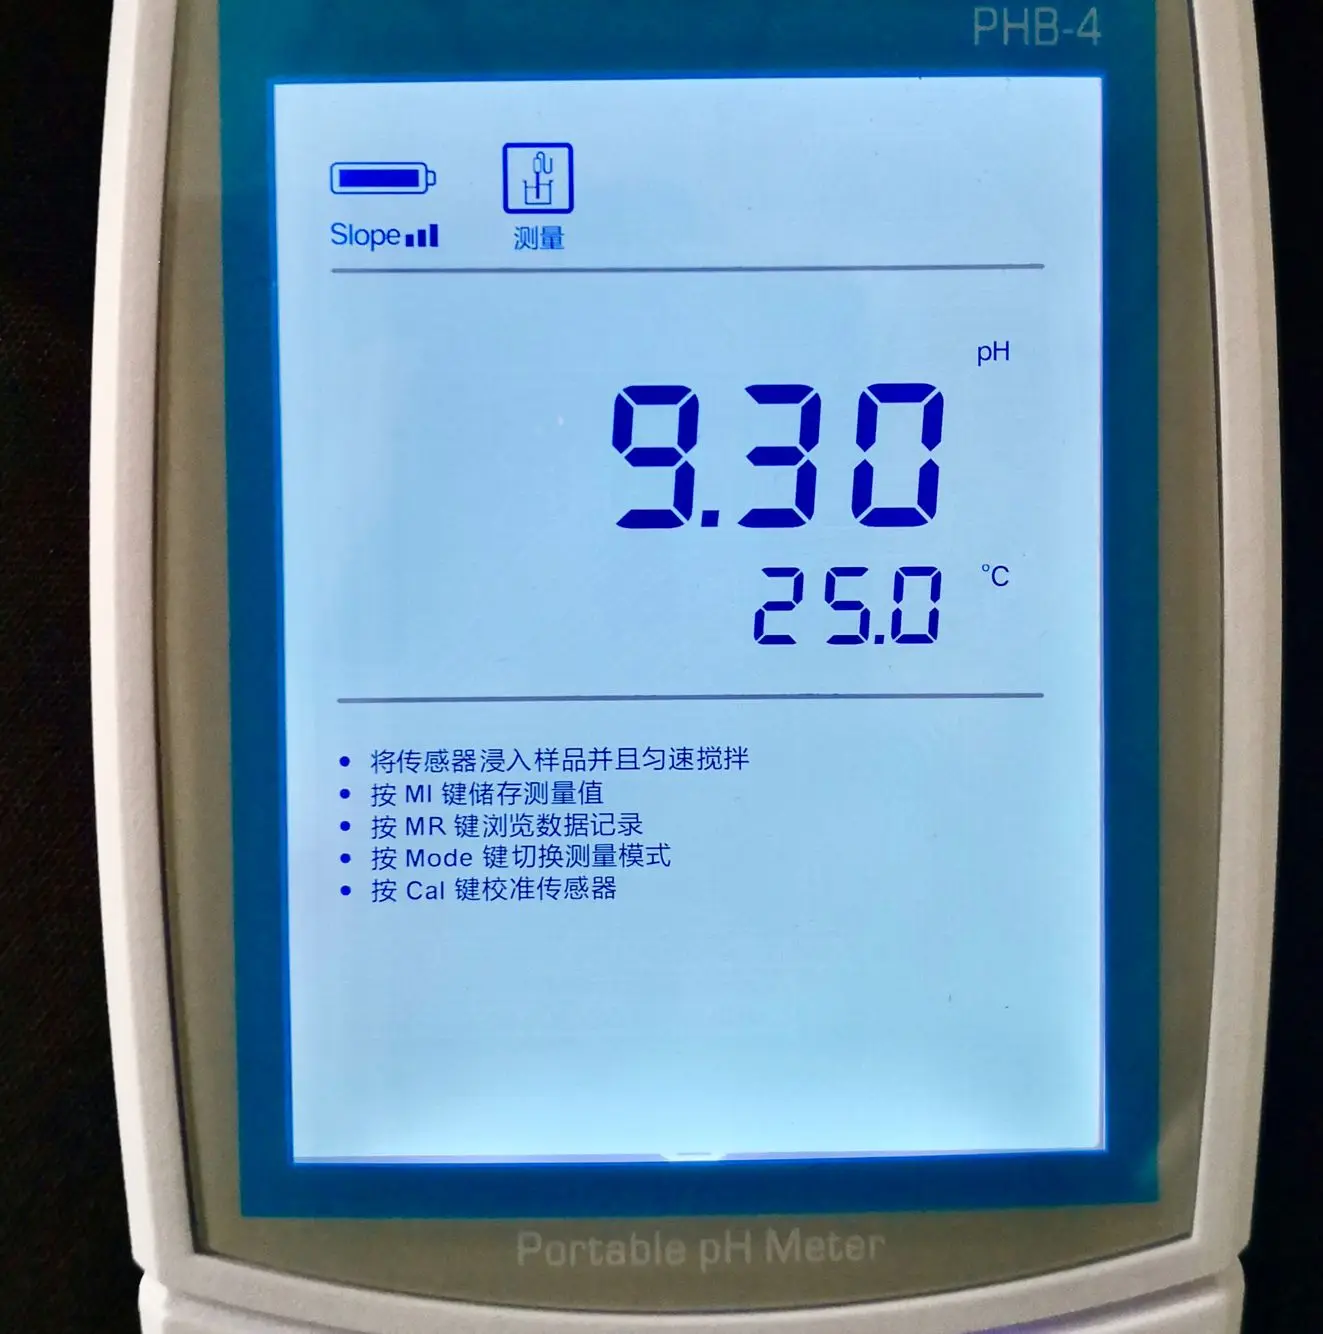 PHB-4
Slope
测量
pH
9.30
25.0 °C
• 将传感器浸入样品并且匀速搅拌
• 按 MI 键储存测量值
• 按 MR 键浏览数据记录
• 按 Mode 键切换测量模式
• 按 Cal 键校准传感器
Portable pH Meter